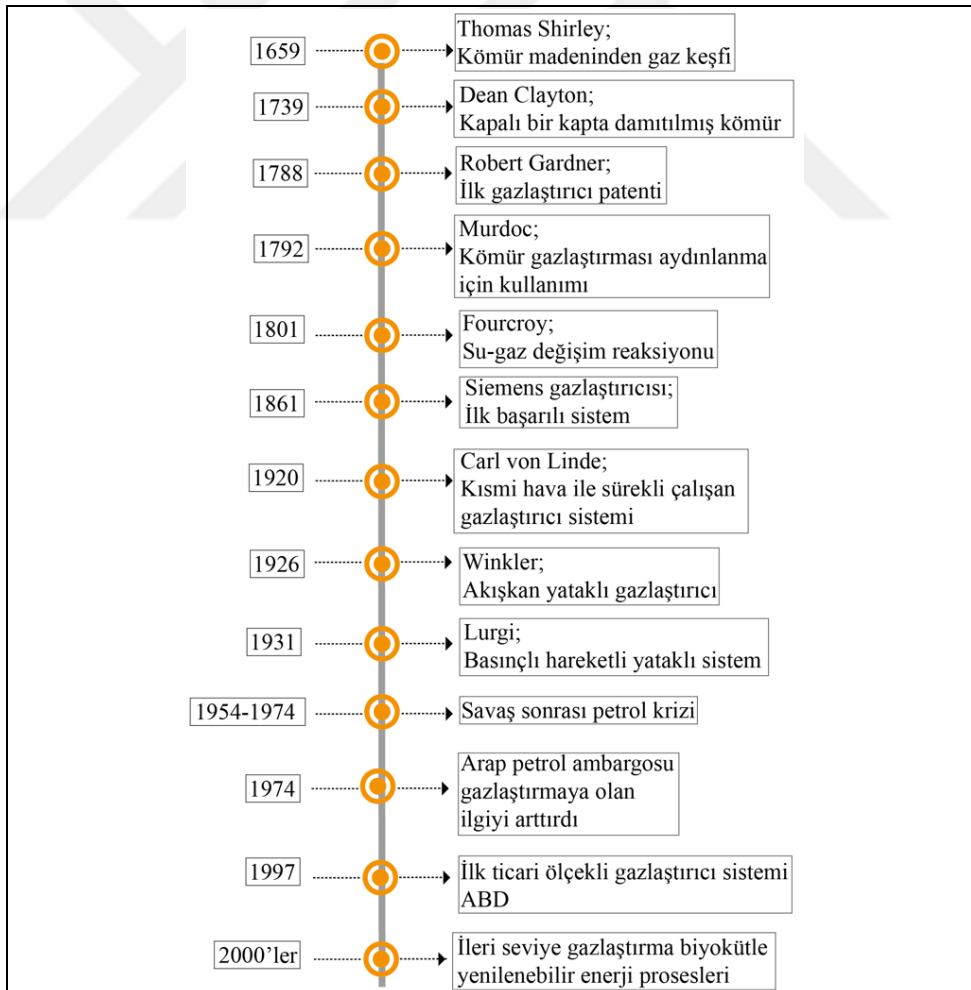 1659
Thomas Shirley;
Kömür madeninden gaz keşfi
1739
Dean Clayton;
Kapalı bir kapta damıtılmış kömür
1788
Robert Gardner;
İlk gazlaştırıcı patenti
1792
Murdoc;
Kömür gazlaştırması aydınlanma
için kullanımı
1801
Fourcroy;
Su-gaz değişim reaksiyonu
1861
Siemens gazlaştırıcısı;
İlk başarılı sistem
1920
Carl von Linde;
Kısmi hava ile sürekli çalışan
gazlaştırıcı sistemi
1926
Winkler;
Akışkan yataklı gazlaştırıcı
1931
Lurgi;
Basınçlı hareketli yataklı sistem
1954-1974
Savaş sonrası petrol krizi
1974
Arap petrol ambargosu
gazlaştırmaya olan
ilgiyi arttırdı
1997
İlk ticari ölçekli gazlaştırıcı sistemi
ABD
2000’ler
İleri seviye gazlaştırma biyokütle
yenilenebilir enerji prosesleri